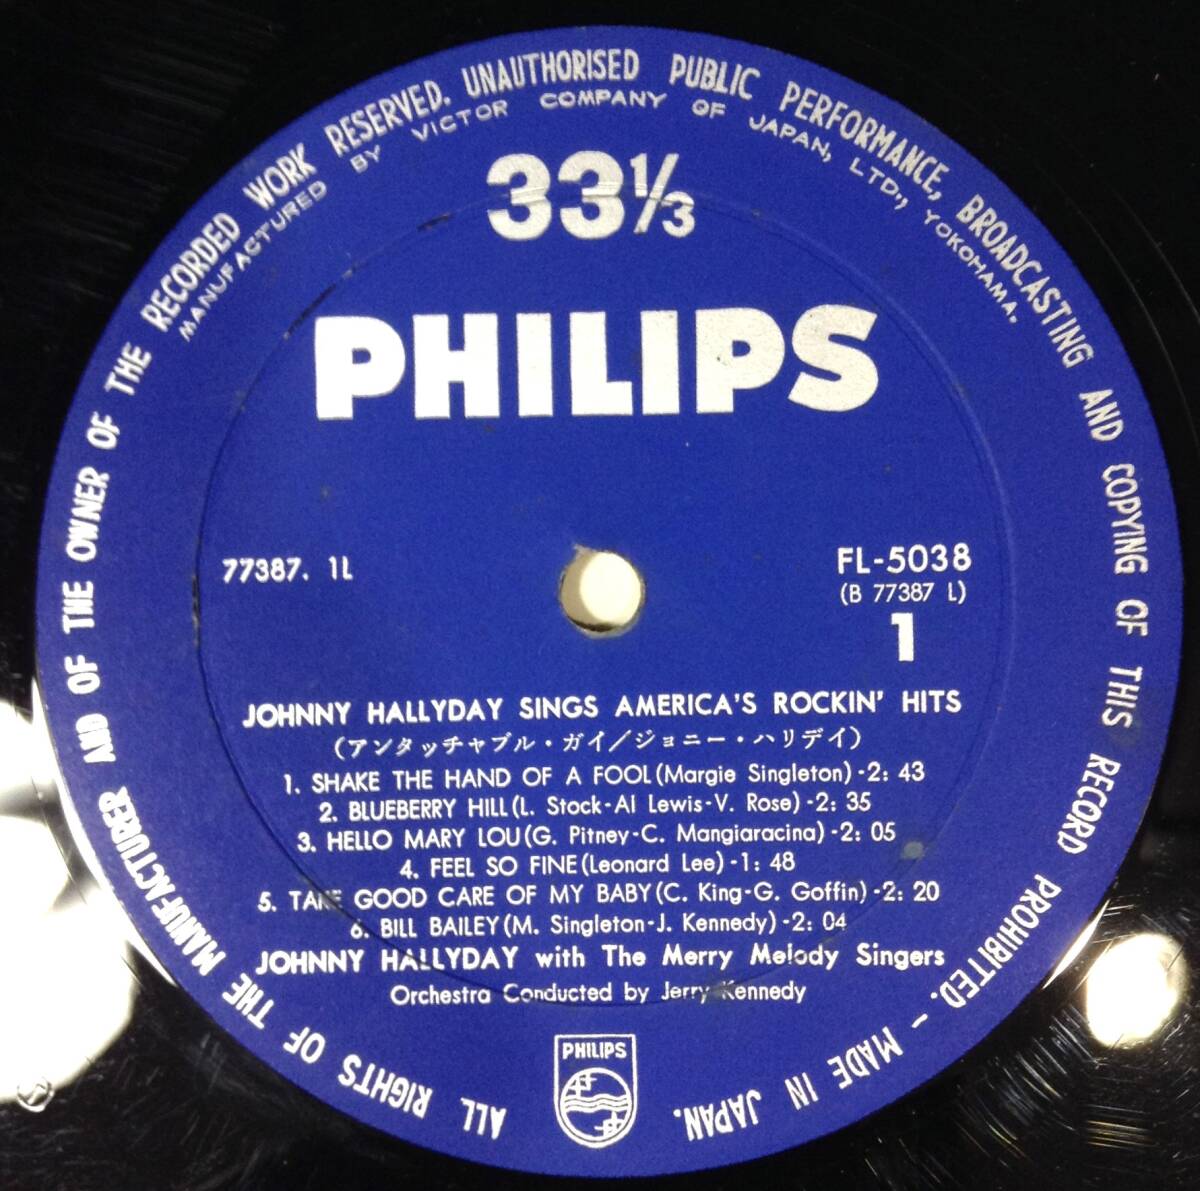 ALL RIGHTS OF THE MANUFACTURER AND OF THE OWNER OF THE RECORDED WORK RESERVED. UNAUTHORISED PUBLIC PERFORMANCE, BROADCASTING AND COPYING OF THIS RECORD PROHIBITED. – MADE IN JAPAN.
MANUFACTURED BY VICTOR COMPANY OF JAPAN, LTD., YOKOHAMA.
33⅓
PHILIPS
77387. 1L
FL-5038
(B 77387 L)
1
JOHNNY HALLYDAY SINGS AMERICA'S ROCKIN' HITS
(アンタッチャブル・ガイ/ジョニー・ハリデイ)
1. SHAKE THE HAND OF A FOOL(Margie Singleton)-2: 43
2. BLUEBERRY HILL(L. Stock-Al Lewis-V. Rose)-2: 35
3. HELLO MARY LOU(G. Pitney-C. Mangiaracina)-2: 05
4. FEEL SO FINE(Leonard Lee)-1: 48
5. TAKE GOOD CARE OF MY BABY(C. King-G. Goffin)-2: 20
6. BILL BAILEY(M. Singleton-J. Kennedy)-2: 04
JOHNNY HALLYDAY with The Merry Melody Singers
Orchestra Conducted by Jerry Kennedy
PHILIPS